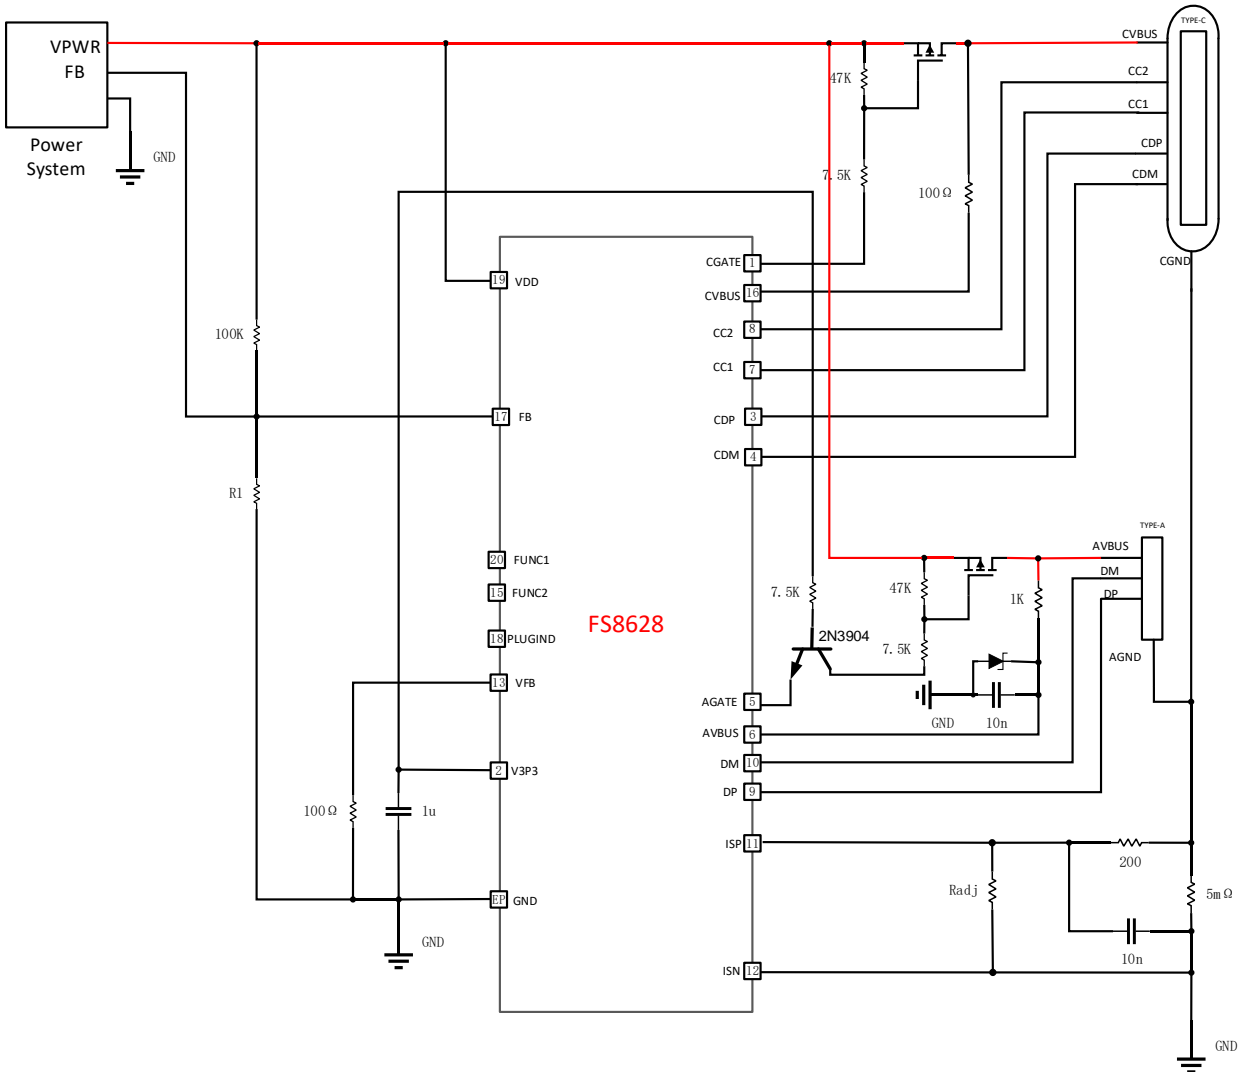 TYPE-C
VPWR
CVBUS
FB
CC2
47K
CC1
Power
System
GND
CDP
CDM
7.5K
100Ω
CGATE
1
CGND
19
VDD
CVBUS
16
CC2
8
100K
CC1
7
17
FB
CDP
3
CDM
4
R1
TYPE-A
AVBUS
20
FUNC1
DM
15
FUNC2
7.5K
47K
1K
DP
FS8628
18
PLUGIND
2N3904
7.5K
AGND
13
VFB
AGATE
5
GND
10n
AVBUS
6
2
V3P3
DM
10
DP
9
100Ω
1u
ISP
11
200
Radj
5mΩ
EP
GND
GND
10n
ISN
12
GND